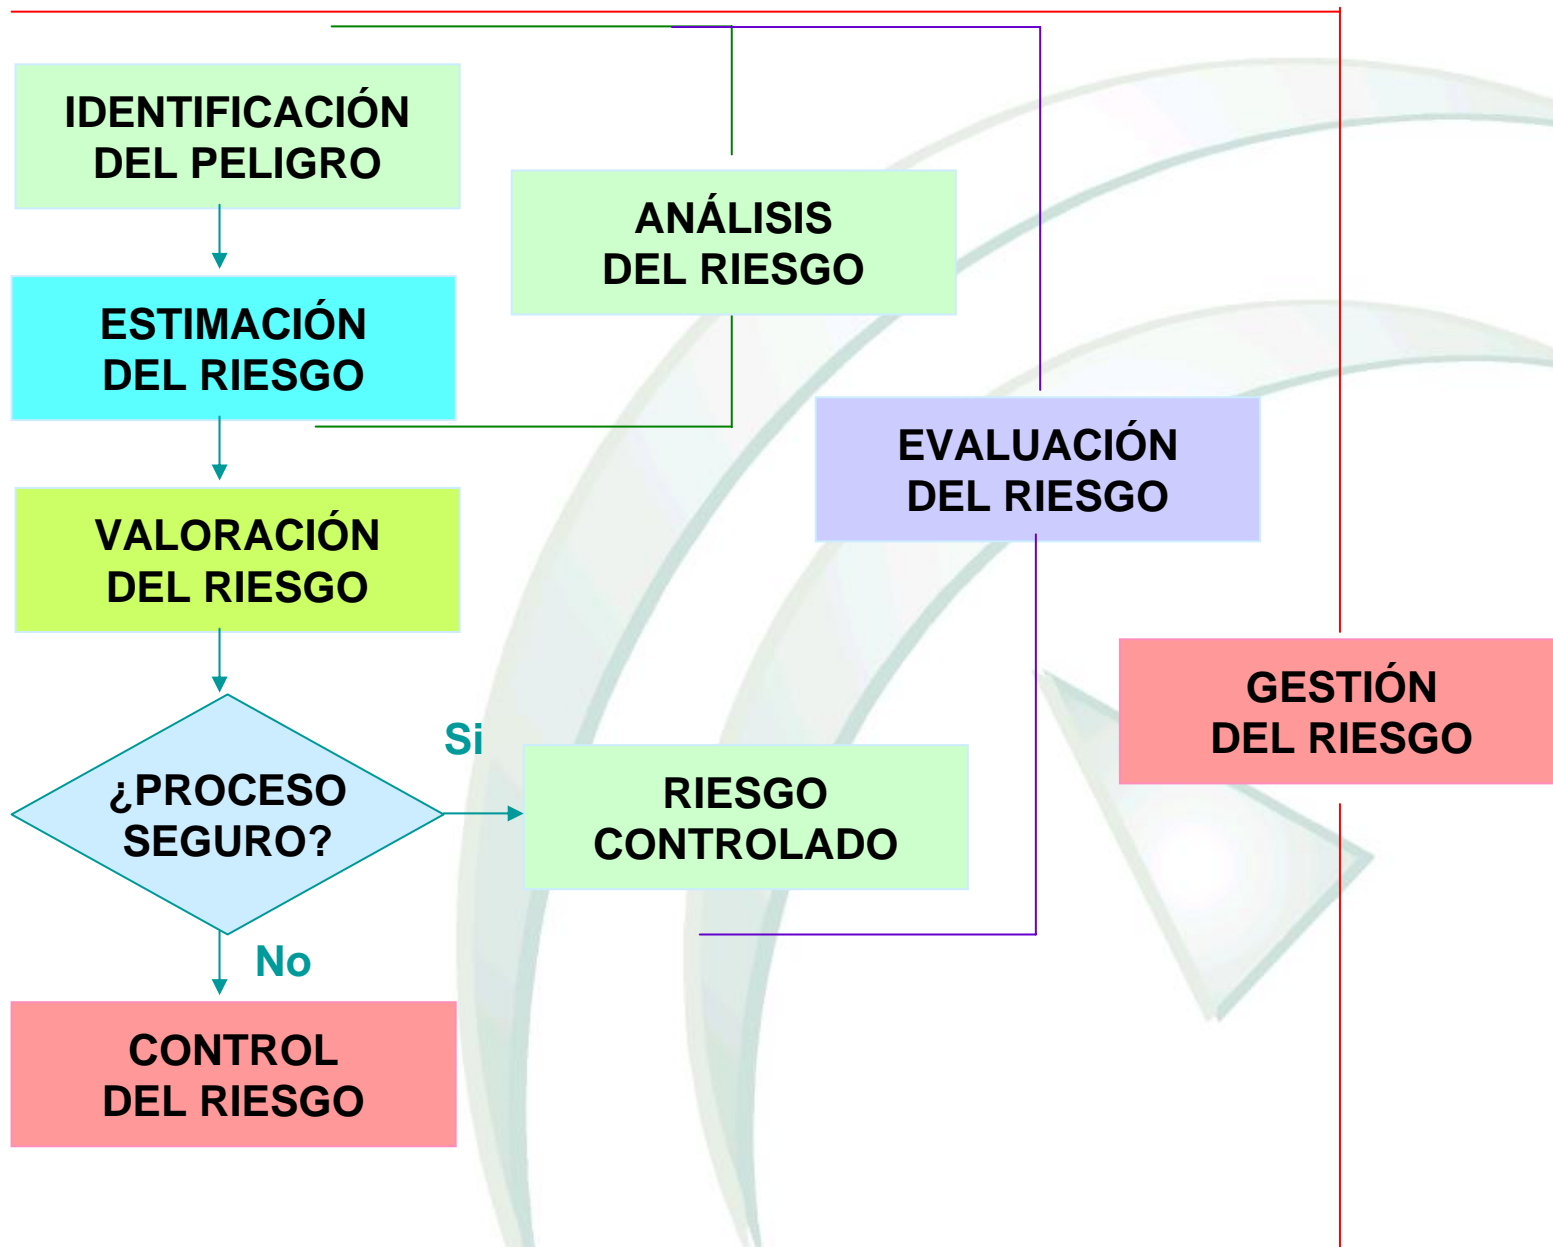 IDENTIFICACIÓN
DEL PELIGRO
ANÁLISIS
DEL RIESGO
ESTIMACIÓN
DEL RIESGO
EVALUACIÓN
DEL RIESGO
VALORACIÓN
DEL RIESGO
GESTIÓN
DEL RIESGO
Si
¿PROCESO
SEGURO?
RIESGO
CONTROLADO
No
CONTROL
DEL RIESGO